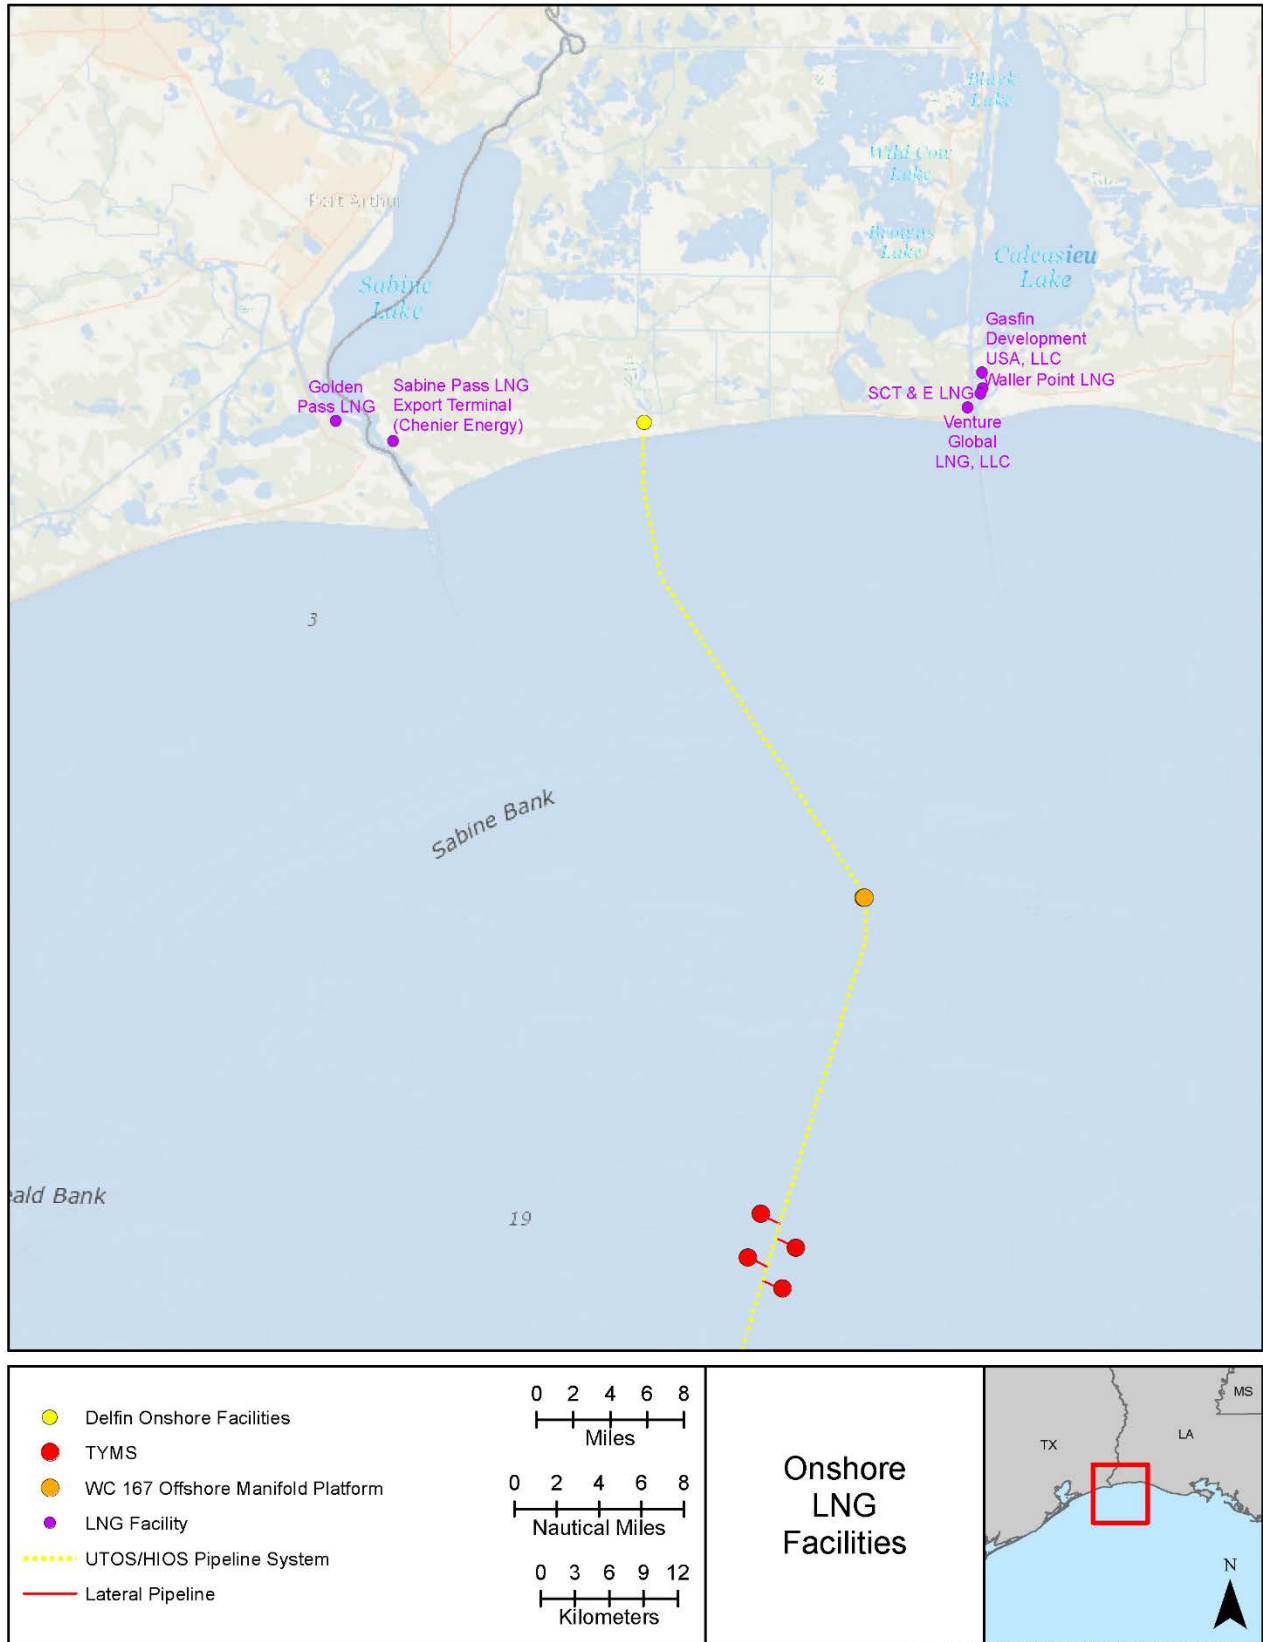 Black
Lake
Wild Cow
Lake
Port Arthur
Browns
Lake
Calcasieu
Lake
Sabine
Lake
Gasfin
Development
USA, LLC
Waller Point LNG
SCT & E LNG
Golden
Pass LNG
Sabine Pass LNG
Export Terminal
(Chenier Energy)
Venture
Global
LNG, LLC
3
Sabine Bank
eald Bank
19
Delfin Onshore Facilities
TYMS
WC 167 Offshore Manifold Platform
LNG Facility
UTOS/HIOS Pipeline System
Lateral Pipeline
0 2 4 6 8
Miles
0 2 4 6 8
Nautical Miles
0 3 6 9 12
Kilometers
Onshore
LNG
Facilities
MS
LA
TX
N